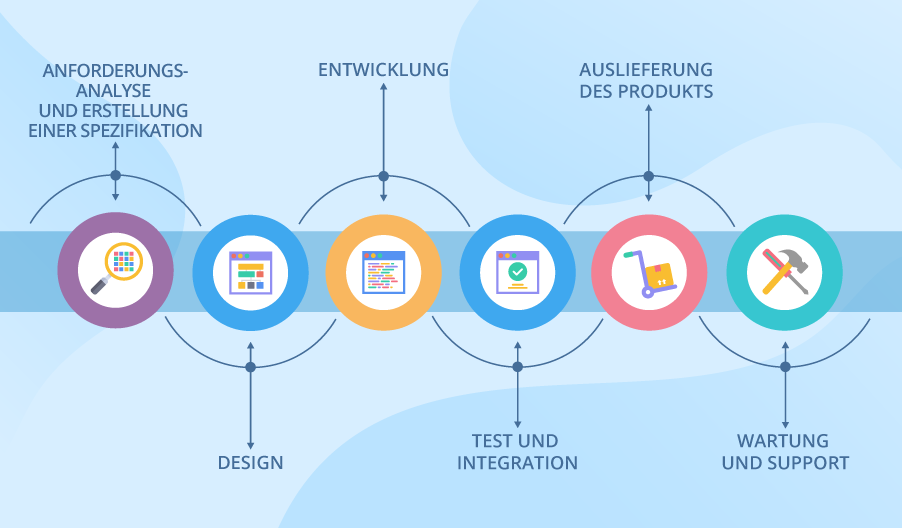 ANFORDERUNGS-
ANALYSE
UND ERSTELLUNG
EINER SPEZIFIKATION
DESIGN
ENTWICKLUNG
TEST UND
INTEGRATION
AUSLIEFERUNG
DES PRODUKTS
WARTUNG
UND SUPPORT